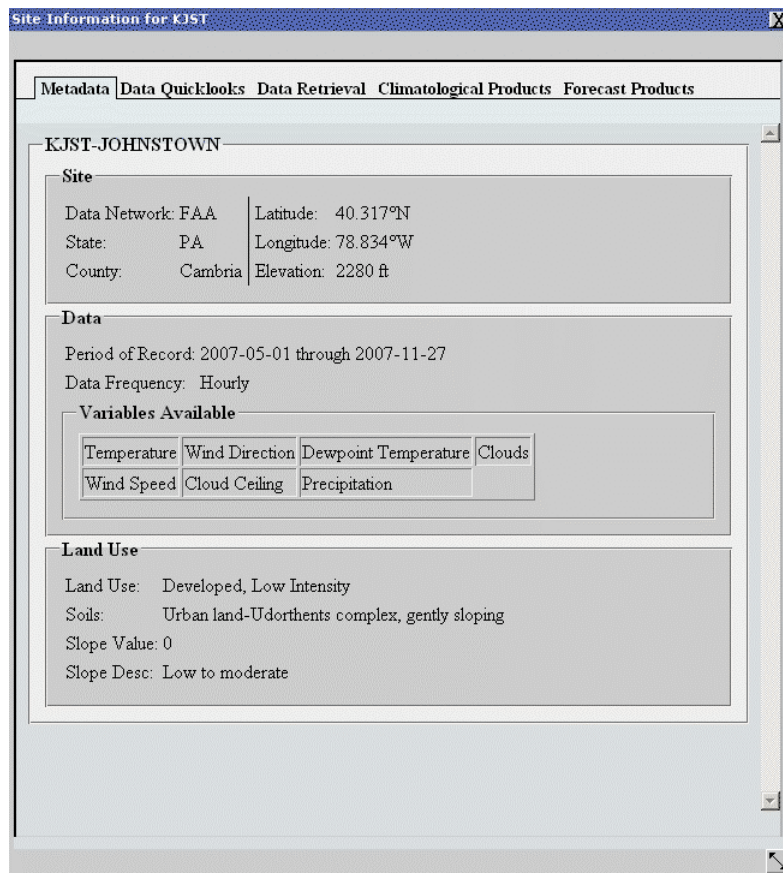 Site Information for KJST
X
Metadata Data Quicklooks Data Retrieval Climatological Products Forecast Products
KJST-JOHNSTOWN
Site
Data Network: FAA Latitude: 40.317ºN
State: PA Longitude: 78.834ºW
County: Cambria Elevation: 2280 ft
Data
Period of Record: 2007-05-01 through 2007-11-27
Data Frequency: Hourly
Variables Available
Temperature Wind Direction Dewpoint Temperature Clouds
Wind Speed Cloud Ceiling Precipitation
Land Use
Land Use: Developed, Low Intensity
Soils: Urban land-Udorthents complex, gently sloping
Slope Value: 0
Slope Desc: Low to moderate